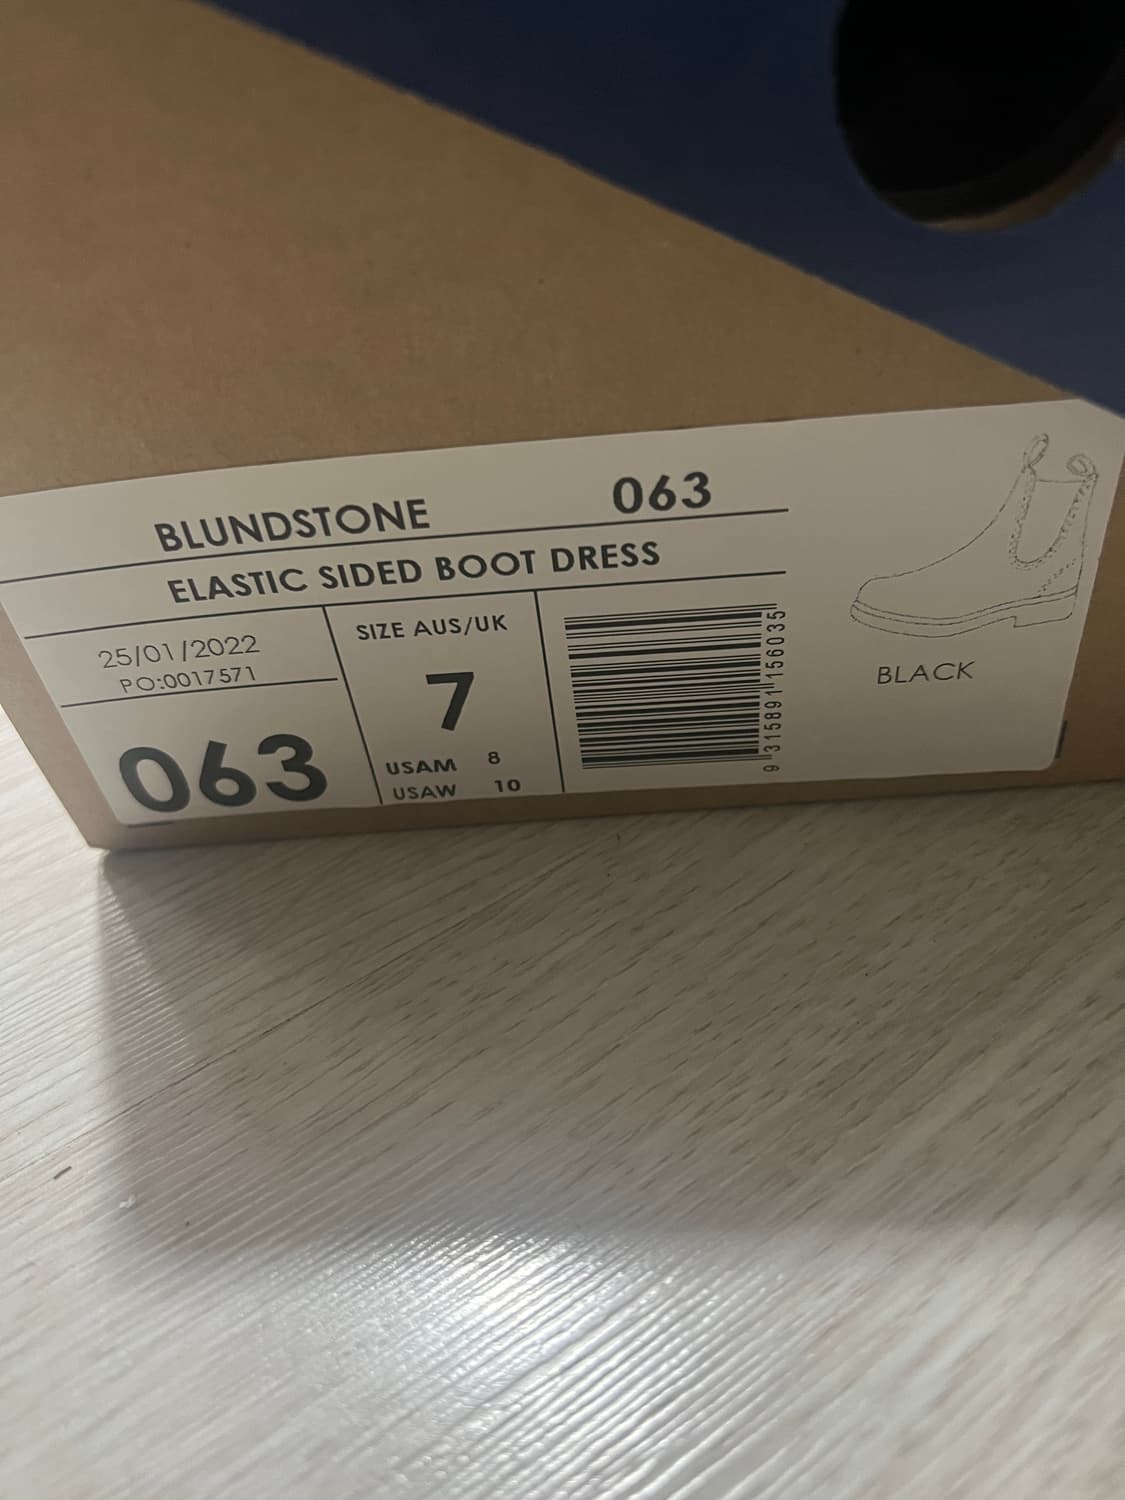 BLUNDSTONE 063
ELASTIC SIDED BOOT DRESS
25/01/2022
PO:0017571
063
SIZE AUS/UK
7
USAM 8
USAW 10
9 315891 156035
BLACK